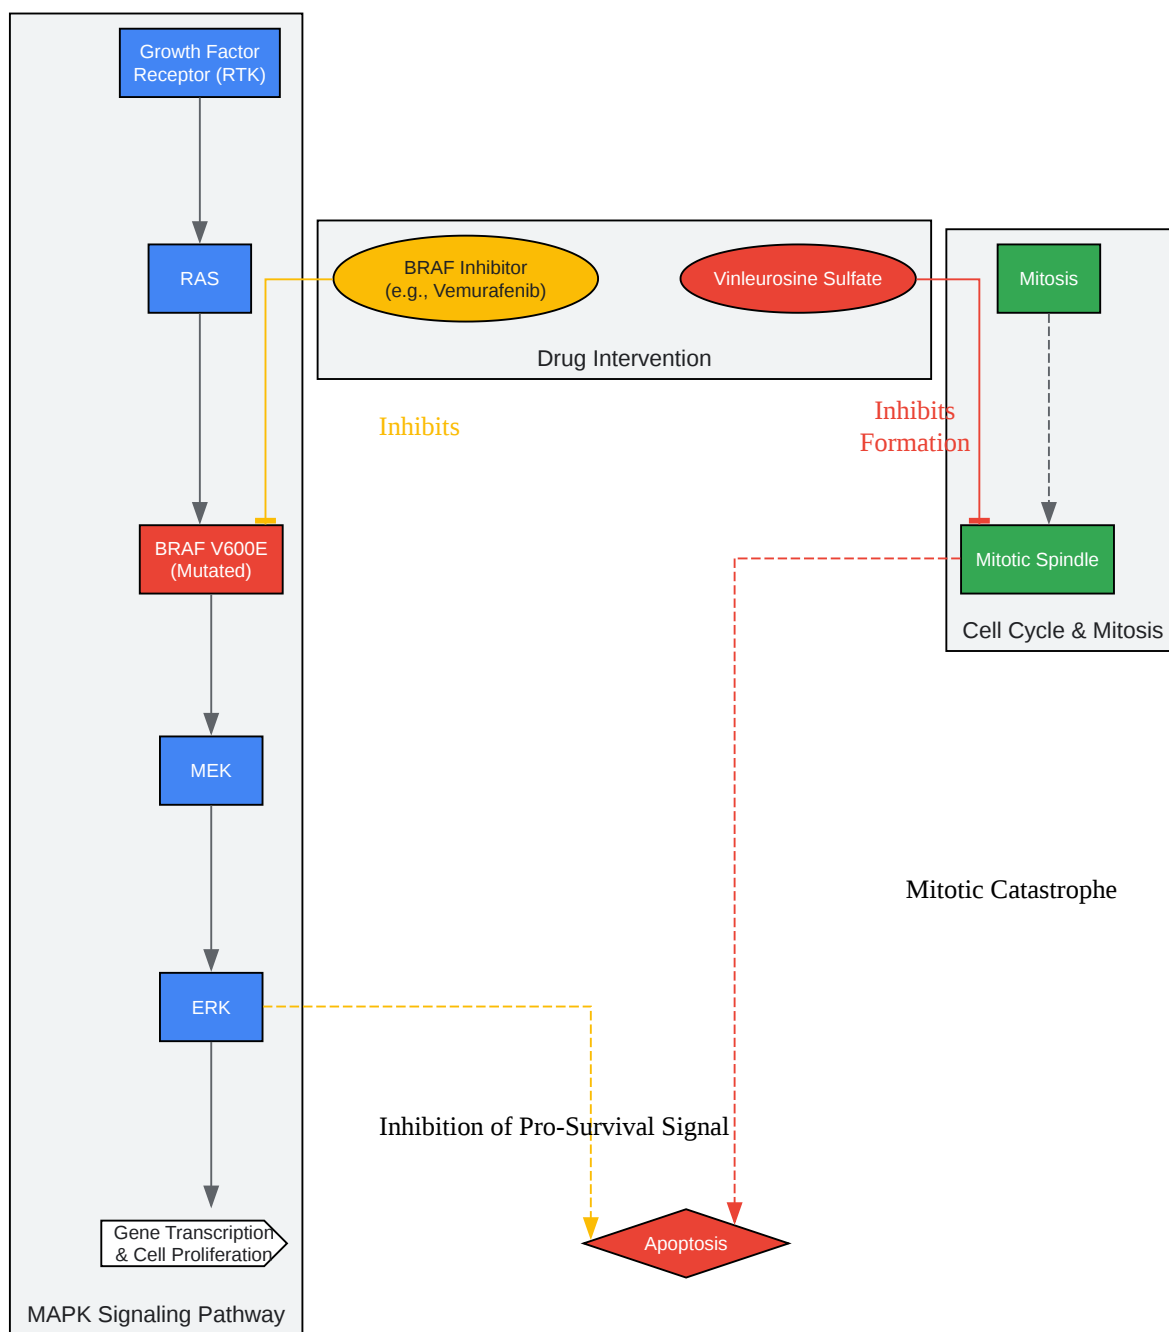 Growth Factor
Receptor (RTK)
RAS
BRAF Inhibitor
(e.g., Vemurafenib)
Vinleurosine Sulfate
Mitosis
Drug Intervention
Inhibits
Inhibits
Formation
BRAF V600E
(Mutated)
Mitotic Spindle
Cell Cycle & Mitosis
MEK
Mitotic Catastrophe
ERK
Inhibition of Pro-Survival Signal
Gene Transcription
& Cell Proliferation
Apoptosis
MAPK Signaling Pathway